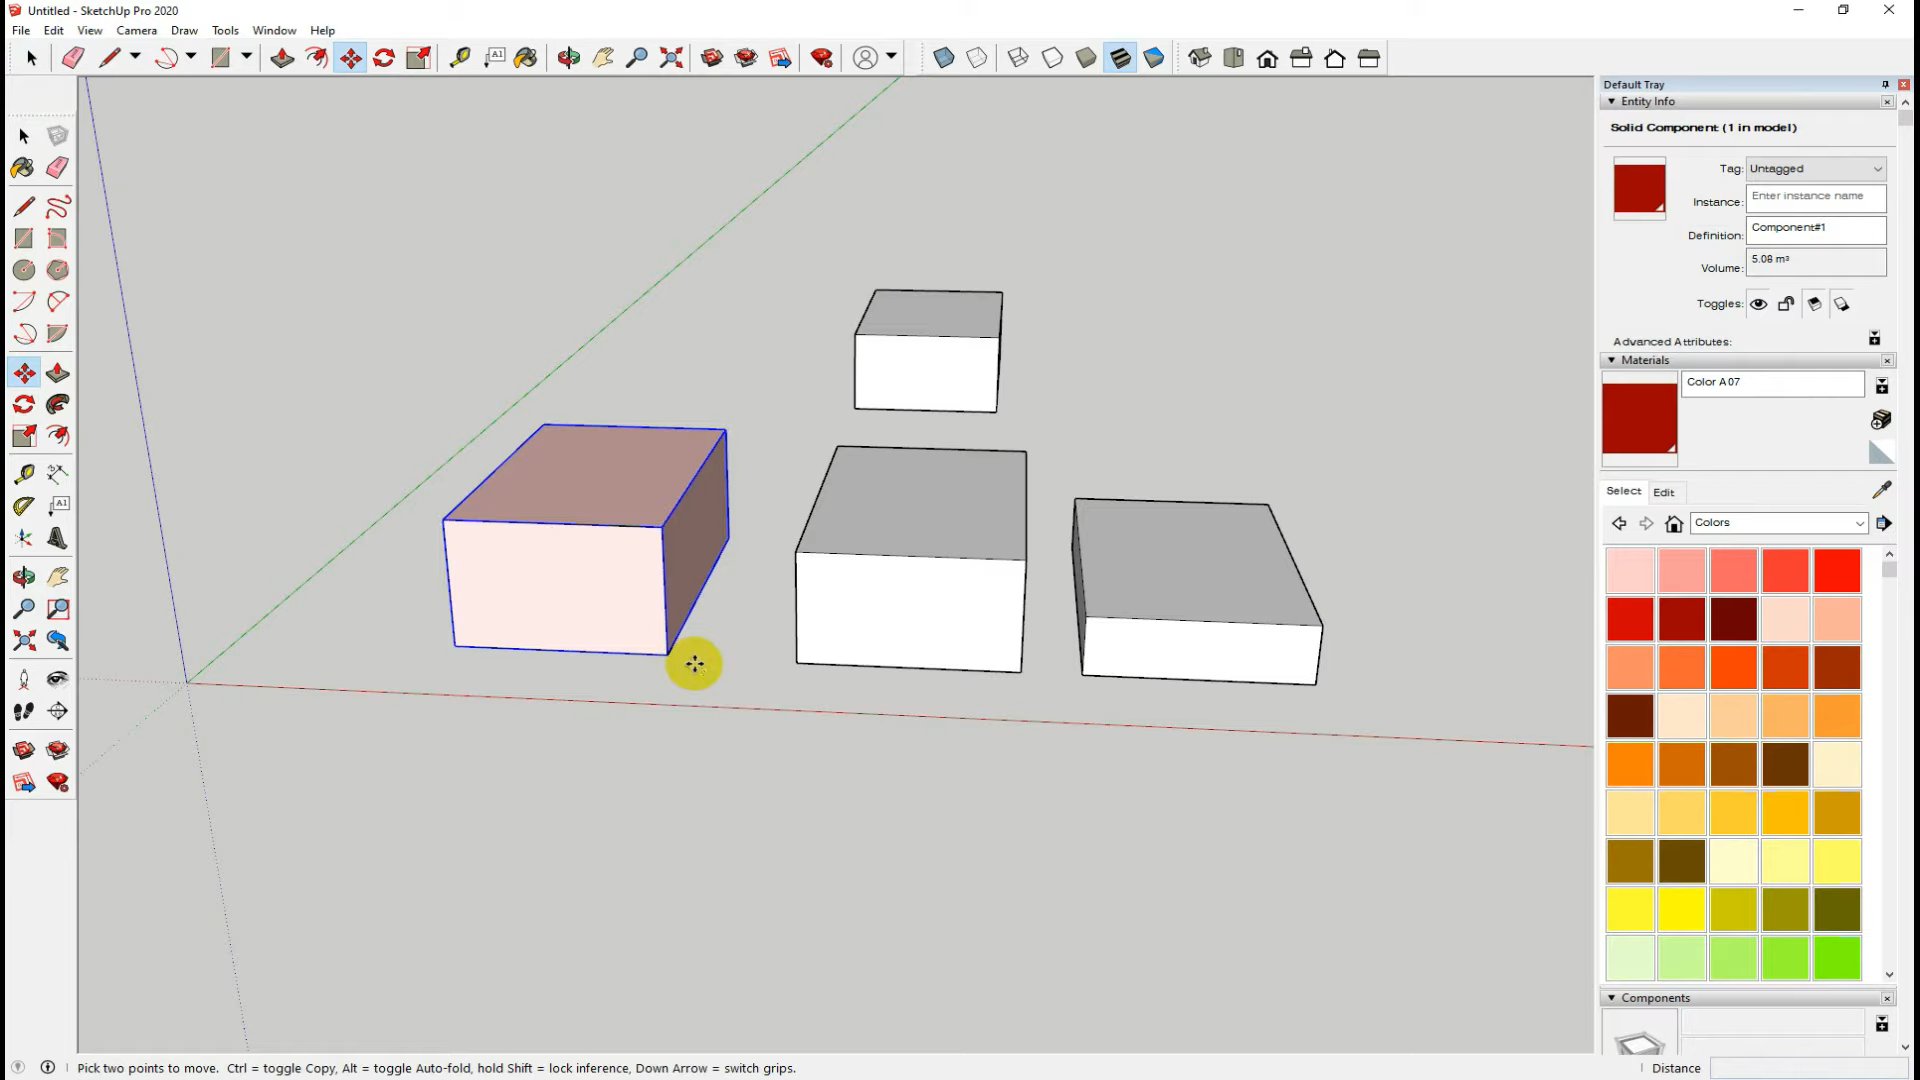 Untitled - SketchUp Pro 2020
File Edit View Camera Draw Tools Window Help
A1
Default Tray
Entity Info
Solid Component (1 in model)
Tag: Untagged
Instance: Enter instance name
Definition: Component#1
Volume: 5.08 m³
Toggles:
Advanced Attributes:
Materials
Color A07
Select Edit
A1
Colors
Components
Pick two points to move. Ctrl = toggle Copy, Alt = toggle Auto-fold, hold Shift = lock inference, Down Arrow = switch grips.
Distance